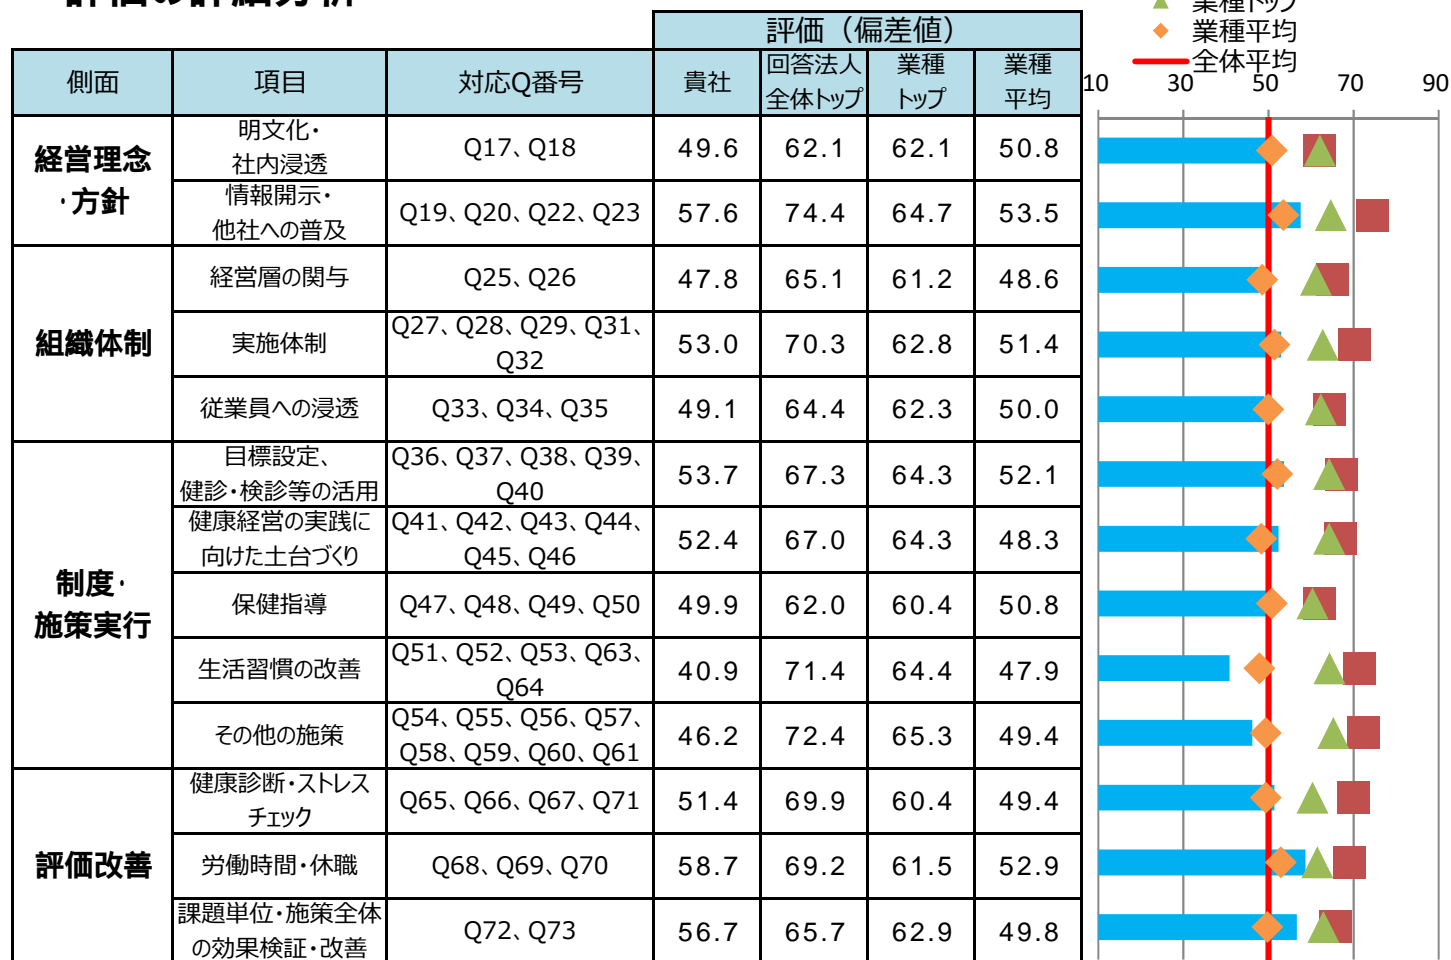 評価の詳細分析
業種トップ
業種平均
全体平均
評価（偏差値）
側面 項目 対応Q番号 貴社 回答法人 業種 業種
全体トップ トップ 平均
10 30 50 70 90
経営理念
・方針
明文化・
社内浸透
Q17、Q18 49.6 62.1 62.1 50.8
情報開示・
他社への普及
Q19、Q20、Q22、Q23 57.6 74.4 64.7 53.5
組織体制
経営層の関与 Q25、Q26 47.8 65.1 61.2 48.6
実施体制
Q27、Q28、Q29、Q31、
Q32
53.0 70.3 62.8 51.4
従業員への浸透 Q33、Q34、Q35 49.1 64.4 62.3 50.0
制度・
施策実行
目標設定、
健診・検診等の活用
Q36、Q37、Q38、Q39、
Q40
53.7 67.3 64.3 52.1
健康経営の実践に
向けた土台づくり
Q41、Q42、Q43、Q44、
Q45、Q46
52.4 67.0 64.3 48.3
保健指導 Q47、Q48、Q49、Q50 49.9 62.0 60.4 50.8
生活習慣の改善
Q51、Q52、Q53、Q63、
Q64
40.9 71.4 64.4 47.9
その他の施策
Q54、Q55、Q56、Q57、
Q58、Q59、Q60、Q61
46.2 72.4 65.3 49.4
評価改善
健康診断・ストレス
チェック
Q65、Q66、Q67、Q71 51.4 69.9 60.4 49.4
労働時間・休職 Q68、Q69、Q70 58.7 69.2 61.5 52.9
課題単位・施策全体
の効果検証・改善
Q72、Q73 56.7 65.7 62.9 49.8